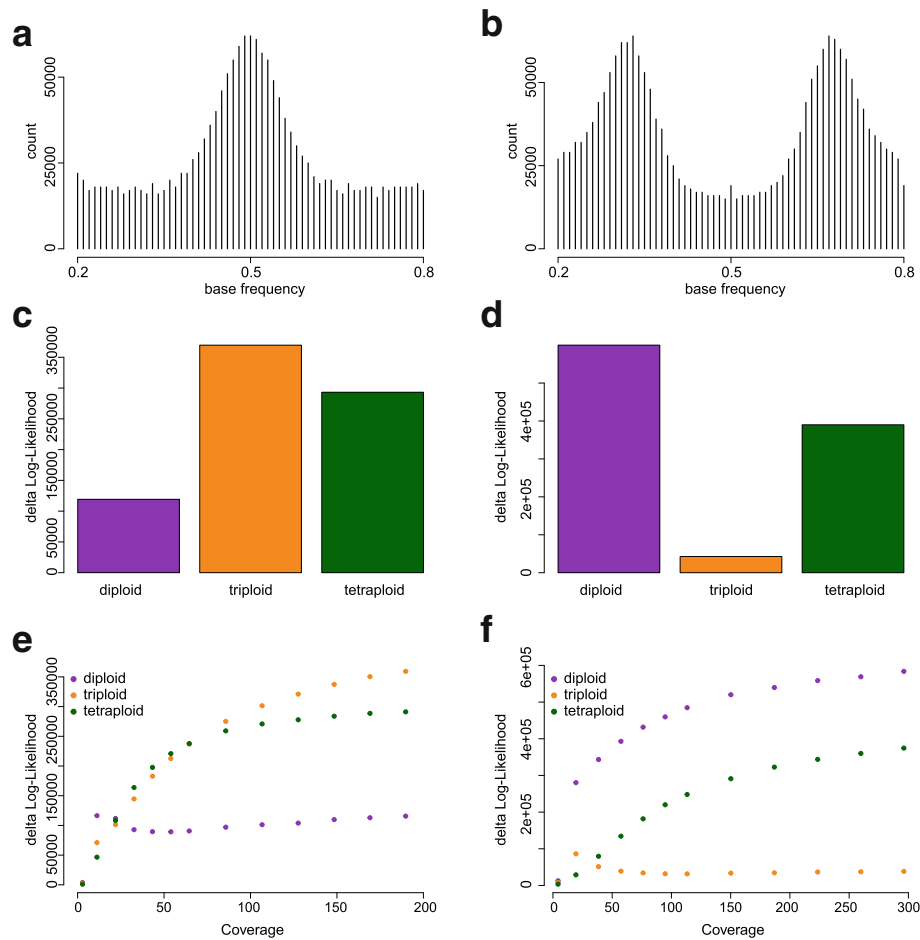 a
count
0 25000 50000
0.2 0.5 0.8
base frequency
b
count
0 25000 50000
0.2 0.5 0.8
base frequency
c
delta Log-Likelihood
0 50000 150000 250000 350000
diploid triploid tetraploid
d
delta Log-Likelihood
0 2e+05 4e+05
diploid triploid tetraploid
e
delta Log-Likelihood
0 50000 150000 250000 350000
diploid
triploid
tetraploid
0 50 100 150 200
Coverage
f
delta Log-Likelihood
0 2e+05 4e+05 6e+05
diploid
triploid
tetraploid
0 50 100 150 200 250 300
Coverage